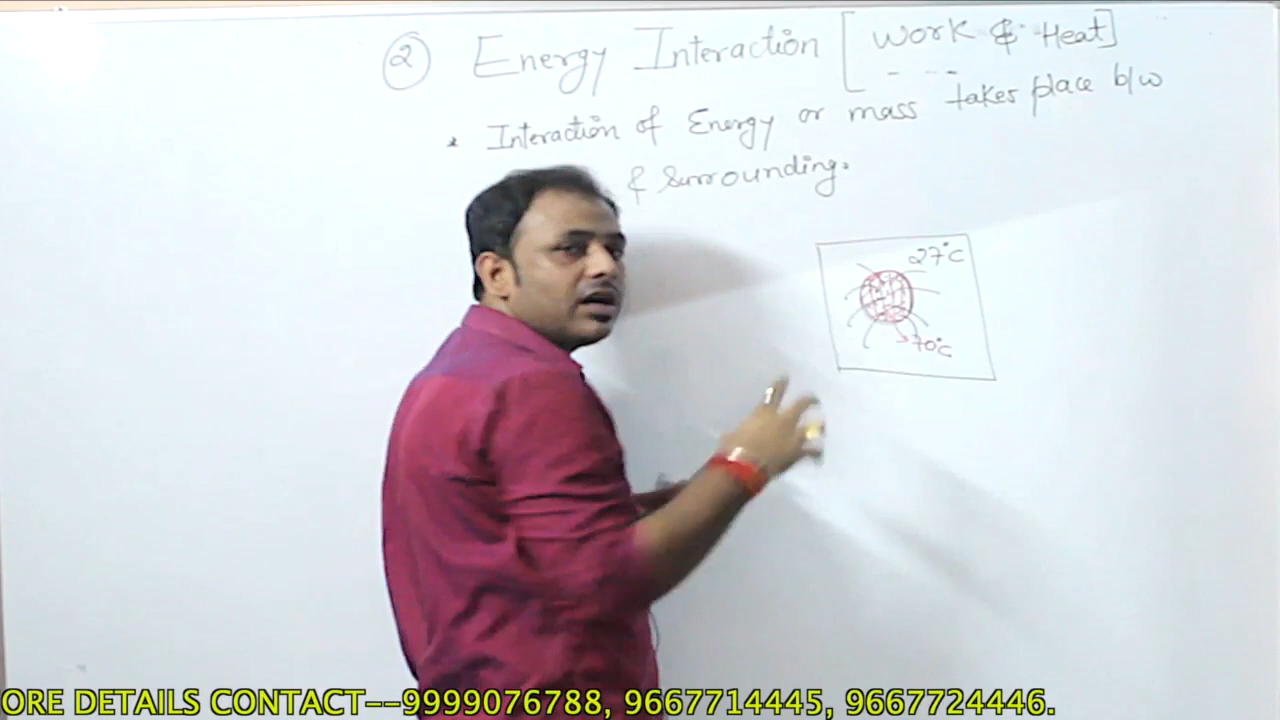 ② Energy Interaction [Work & Heat]
* Interaction of Energy or mass takes place b/w
& Surrounding.
27°C
70°C
ORE DETAILS CONTACT--9999076788, 9667714445, 9667724446.